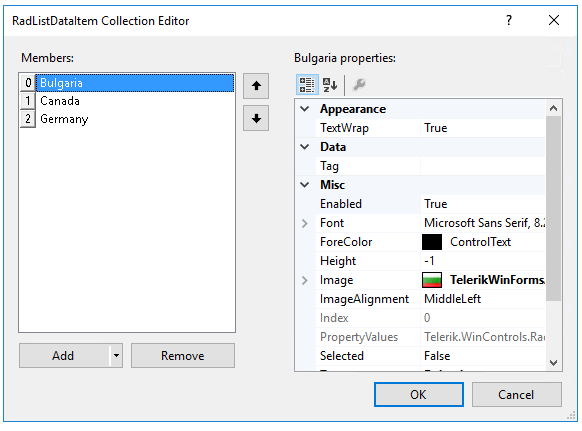 RadListDataItem Collection Editor ?
Members:
0 Bulgaria
1 Canada
2 Germany
Add
Remove
Bulgaria properties:
Appearance
TextWrap True
Data
Tag
Misc
Enabled True
Font Microsoft Sans Serif, 8.2
ForeColor ControlText
Height -1
Image TelerikWinForms.
ImageAlignment MiddleLeft
Index 0
PropertyValues Telerik.WinControls.Rad
Selected False
OK
Cancel